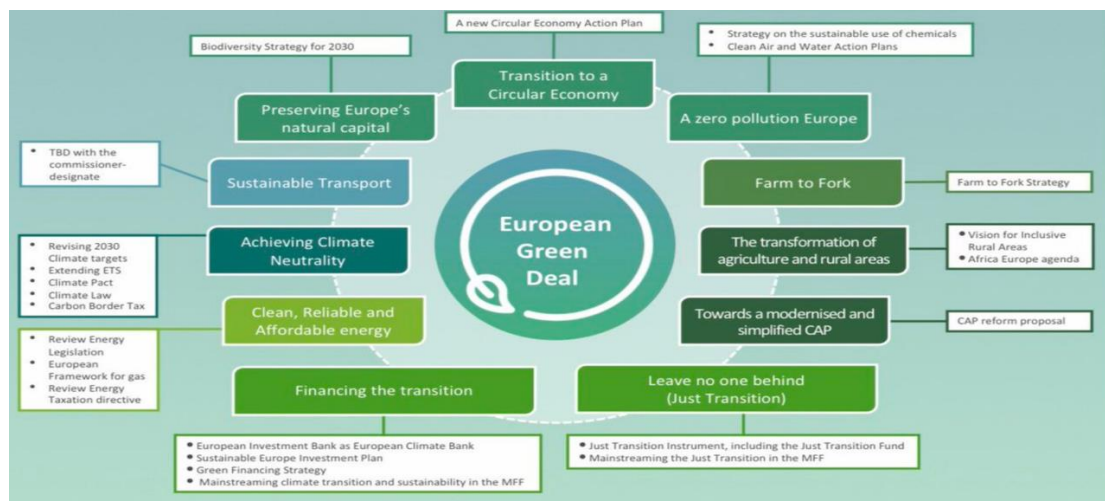 A new Circular Economy Action Plan
Biodiversity Strategy for 2030
• Strategy on the sustainable use of chemicals
• Clean Air and Water Action Plans
Transition to a
Circular Economy
Preserving Europe's
natural capital
A zero pollution Europe
• TBD with the
commissioner-
designate
Sustainable Transport
Farm to Fork
Farm to Fork Strategy
European
Green
Deal
• Revising 2030
Climate targets
• Extending ETS
• Climate Pact
• Climate Law
• Carbon Border Tax
Achieving Climate
Neutrality
The transformation of
agriculture and rural areas
• Vision for Inclusive
Rural Areas
• Africa Europe agenda
Clean, Reliable and
Affordable energy
Towards a modernised and
simplified CAP
CAP reform proposal
• Review Energy
Legislation
• European
Framework for gas
• Review Energy
Taxation directive
Financing the transition
Leave no one behind
(Just Transition)
• European Investment Bank as European Climate Bank
• Sustainable Europe Investment Plan
• Green Financing Strategy
• Mainstreaming climate transition and sustainability in the MFF
• Just Transition Instrument, including the Just Transition Fund
• Mainstreaming the Just Transition in the MFF